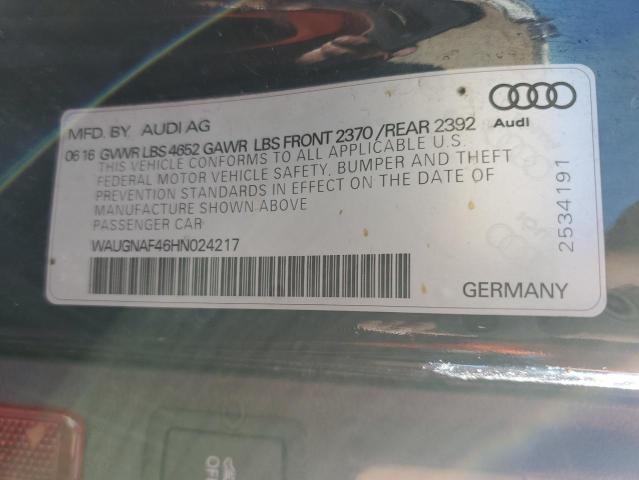 MFD. BY AUDI AG
Audi
06 16 GVWR LBS 4652 GAWR LBS FRONT 2370 /REAR 2392
THIS VEHICLE CONFORMS TO ALL APPLICABLE U.S.
FEDERAL MOTOR VEHICLE SAFETY, BUMPER AND THEFT
PREVENTION STANDARDS IN EFFECT ON THE DATE OF
MANUFACTURE SHOWN ABOVE
PASSENGER CAR
WAUGNAF46HN024217
2534191
GERMANY
OFF